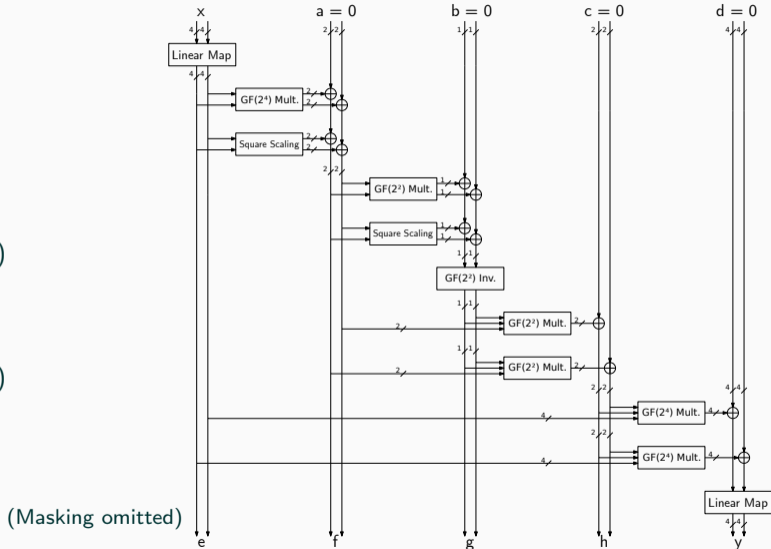 x a = 0 b = 0 c = 0 d = 0
4 4 2 2 1 1 2 2 4 4
Linear Map
4 4
GF(2⁴) Mult. 2
2
Square Scaling 2
2
2 2
)
GF(2²) Mult. 1
1
Square Scaling 1
1
1 1
GF(2²) Inv.
1 1
GF(2²) Mult. 2
2
1 1
GF(2²) Mult. 2
2
)
2 2 4 4
GF(2⁴) Mult. 4
4
2 2
GF(2⁴) Mult. 4
4
Linear Map
(Masking omitted)
4 4
e f g h y